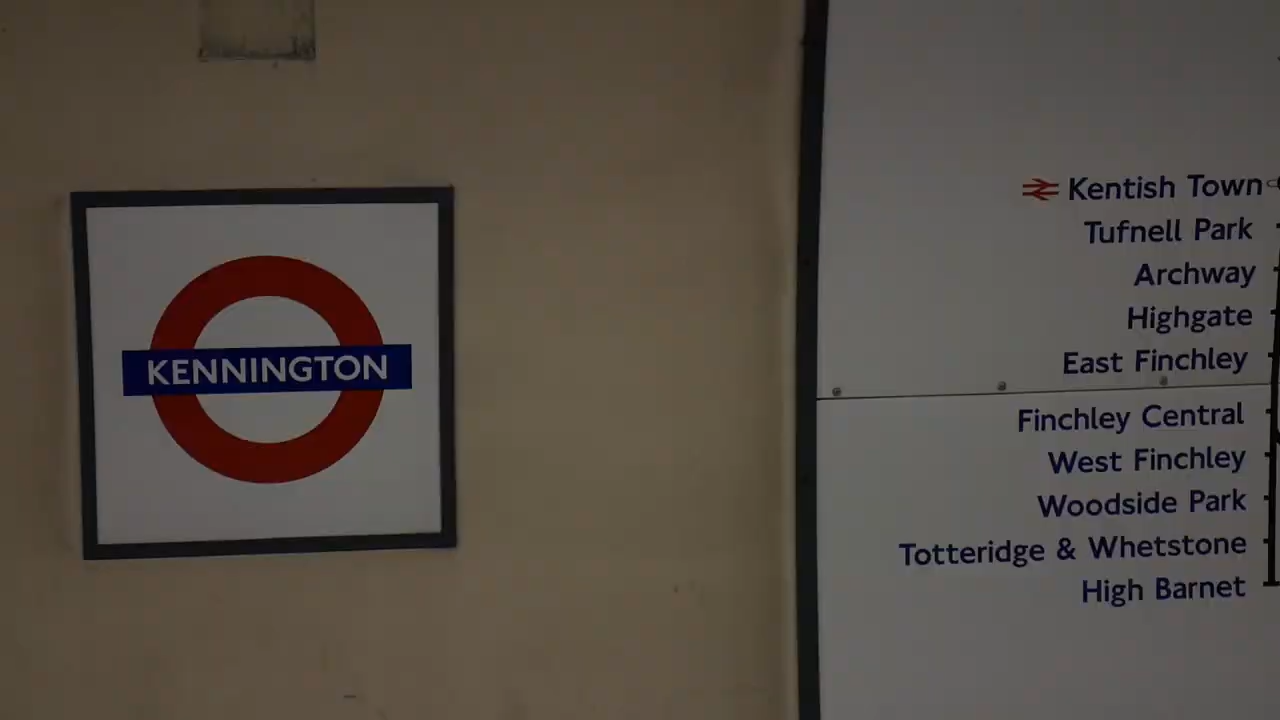 KENNINGTON
Kentish Town
Tufnell Park
Archway
Highgate
East Finchley
Finchley Central
West Finchley
Woodside Park
Totteridge & Whetstone
High Barnet